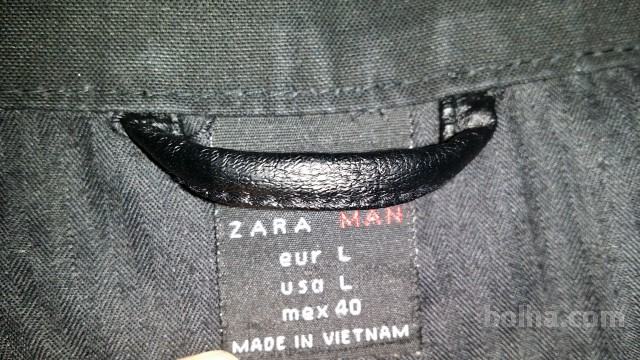 ZARA MAN
eur L
usa L
mex 40
MADE IN VIETNAM
bolha.com